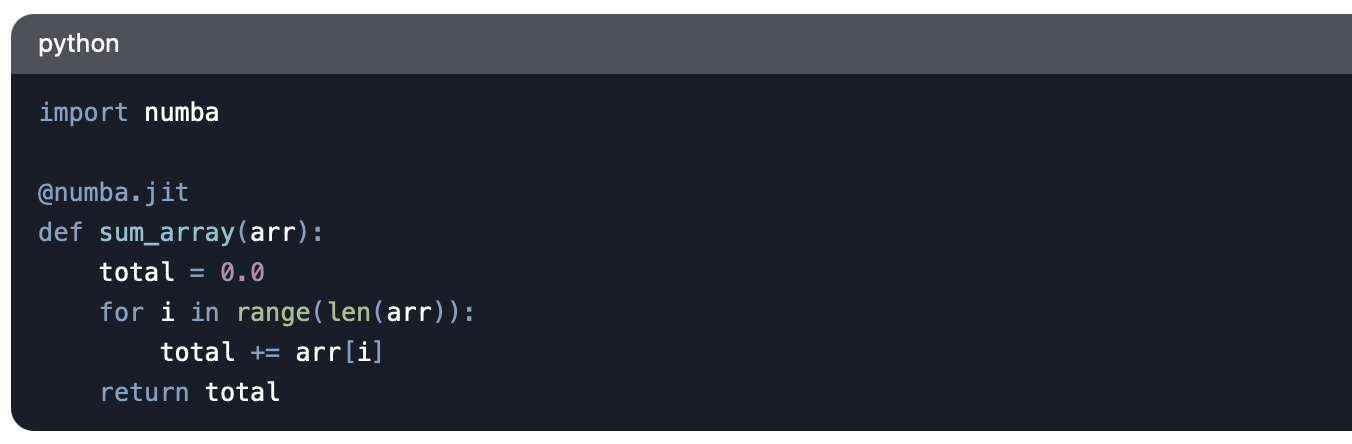 python
import numba
@numba.jit
def sum_array(arr):
    total = 0.0
    for i in range(len(arr)):
        total += arr[i]
    return total